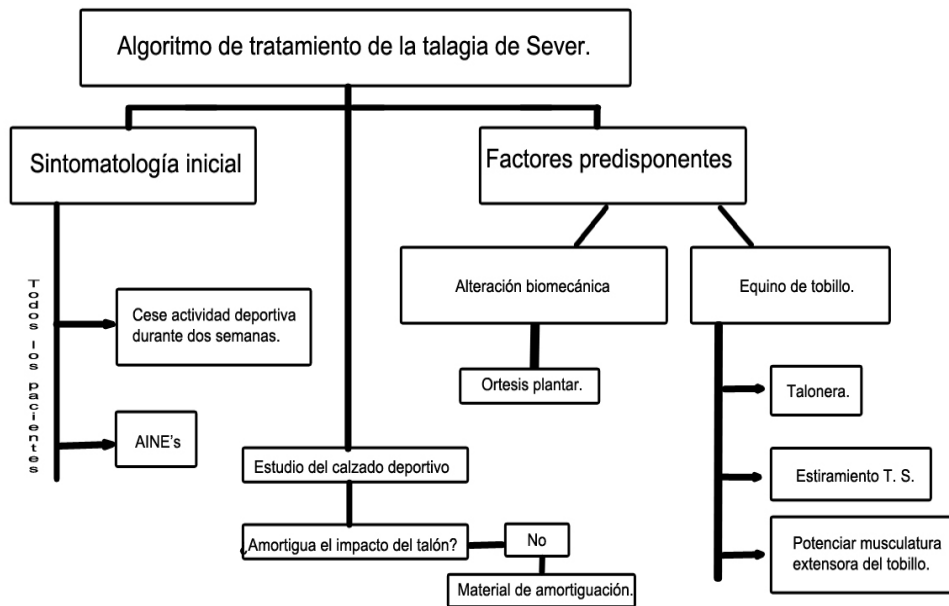 Algoritmo de tratamiento de la talagia de Sever.
Sintomatología inicial
Factores predisponentes
Todos los pacientes
Cese actividad deportiva
durante dos semanas.
AINE's
Alteración biomecánica
Equino de tobillo.
Ortesis plantar.
Talonera.
Estiramiento T. S.
Potenciar musculatura
extensora del tobillo.
Estudio del calzado deportivo
¿Amortigua el impacto del talón?
No
Material de amortiguación.